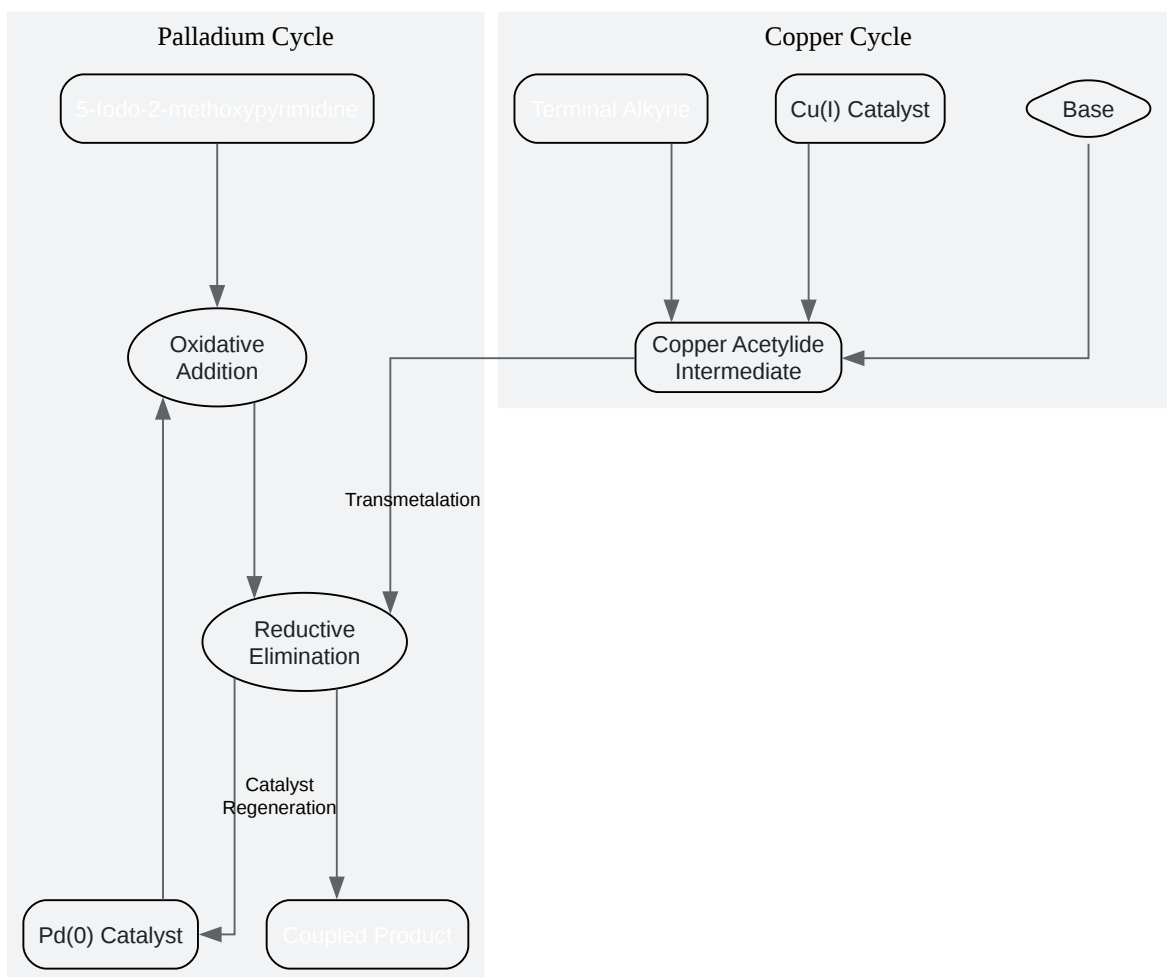 Palladium Cycle
Copper Cycle
5-Iodo-2-methoxypyrimidine
Terminal Alkyne
Cu(I) Catalyst
Base
Oxidative
Addition
Copper Acetylide
Intermediate
Transmetalation
Reductive
Elimination
Catalyst
Regeneration
Pd(0) Catalyst
Coupled Product